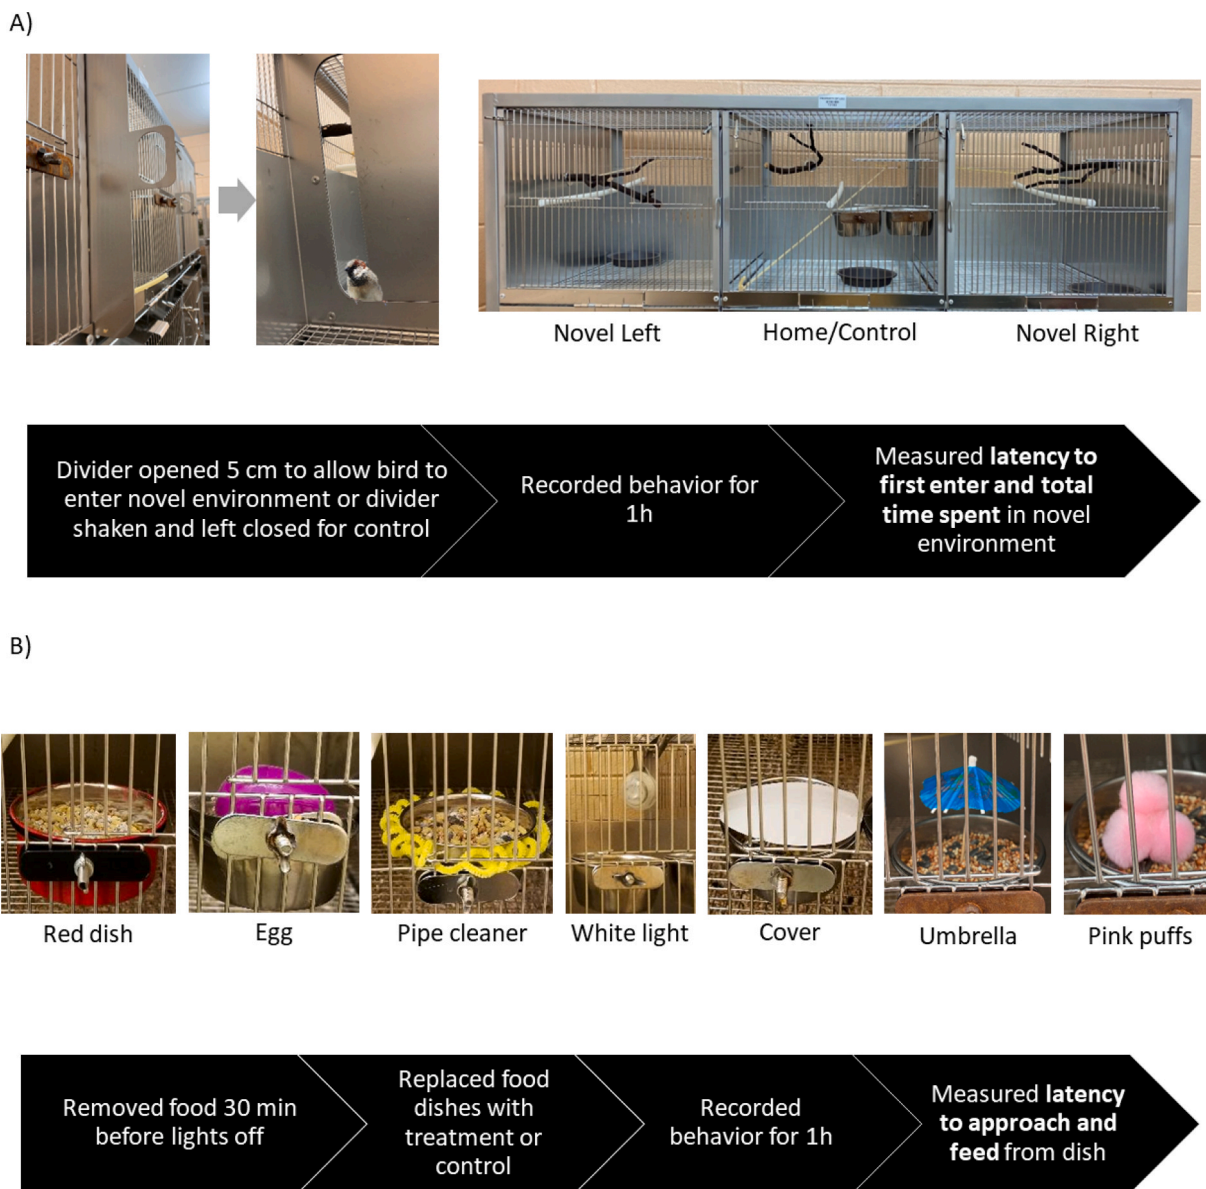 A)
Novel Left
Home/Control
Novel Right
Divider opened 5 cm to allow bird to
enter novel environment or divider
shaken and left closed for control
Recorded behavior for
1h
Measured latency to
first enter and total
time spent in novel
environment
B)
Red dish
Egg
Pipe cleaner
White light
Cover
Umbrella
Pink puffs
Removed food 30 min
before lights off
Replaced food
dishes with
treatment or
control
Recorded
behavior for 1h
Measured latency
to approach and
feed from dish